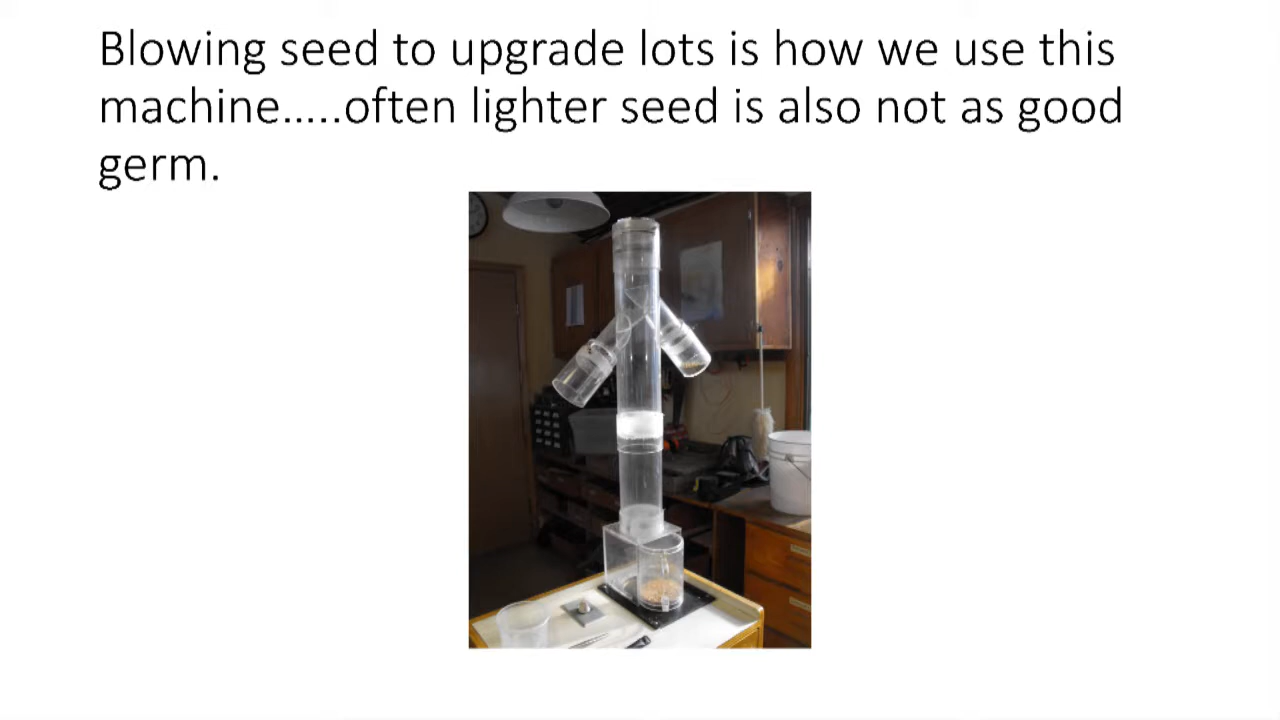 Blowing seed to upgrade lots is how we use this
machine.....often lighter seed is also not as good
germ.